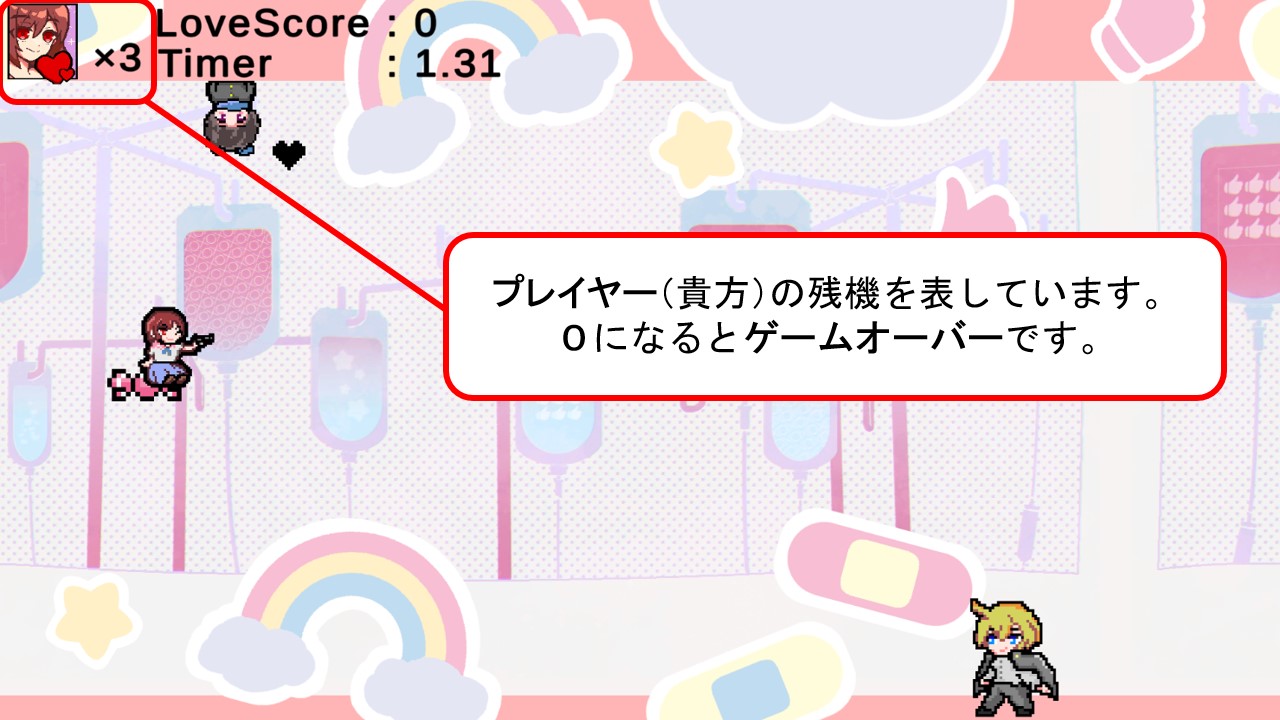 ×3
LoveScore : 0
Timer : 1.31
プレイヤー(貴方)の残機を表しています。
0になるとゲームオーバーです。